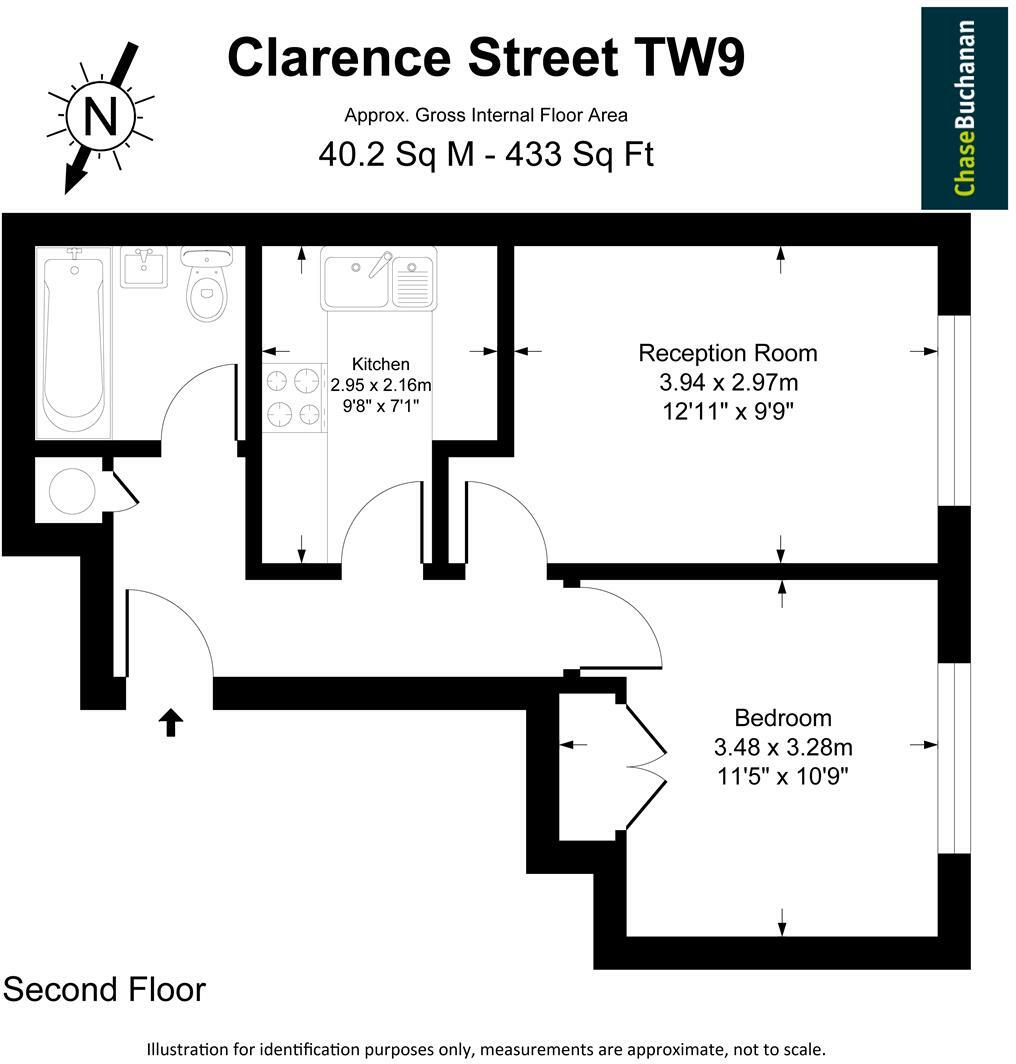 Clarence Street TW9
Approx. Gross Internal Floor Area
40.2 Sq M - 433 Sq Ft
ChaseBuchanan
N
Kitchen
2.95 x 2.16m
9'8" x 7'1"
Reception Room
3.94 x 2.97m
12'11" x 9'9"
Bedroom
3.48 x 3.28m
11'5" x 10'9"
Second Floor
Illustration for identification purposes only, measurements are approximate, not to scale.